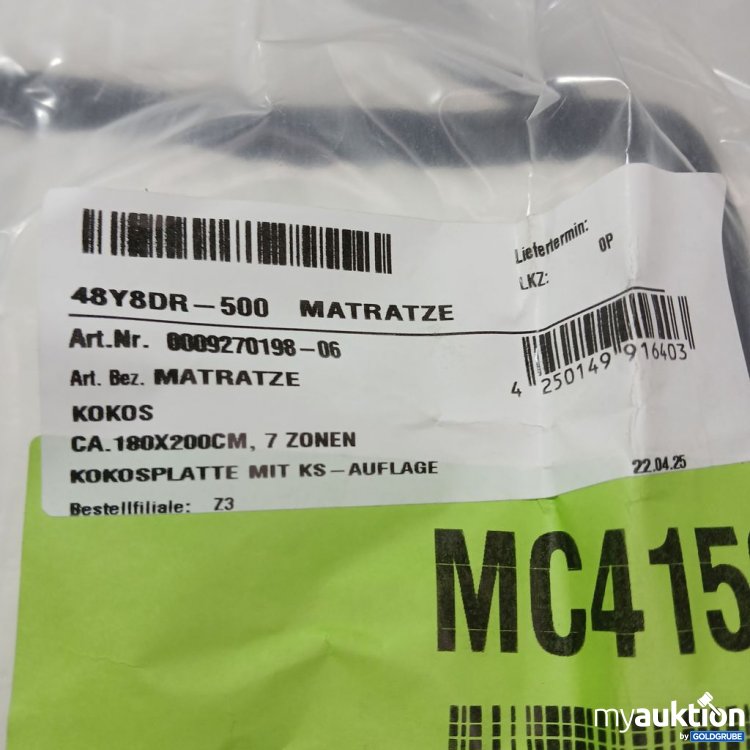 48Y8DR-500 MATRATZE
Liefertermin:
LKZ: 0P
Art.Nr. 0009270198-06
4 250149 916403
Art. Bez. MATRATZE
KOKOS
CA.180X200CM, 7 ZONEN
KOKOSPLATTE MIT KS-AUFLAGE 22.04.25
Bestellfiliale: Z3
MC415
myauktion
by GOLDGRUBE